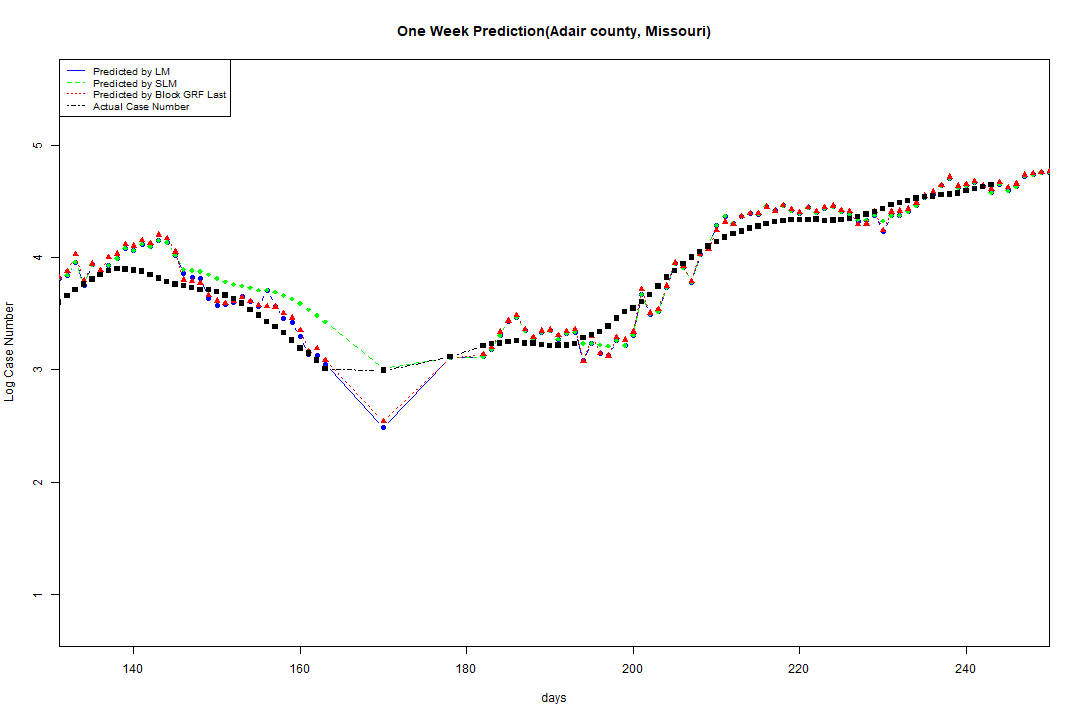 One Week Prediction(Adair county, Missouri)
Predicted by LM
Predicted by SLM
Predicted by Block GRF Last
Actual Case Number
5
4
3
2
1
Log Case Number
140 160 180 200 220 240
days